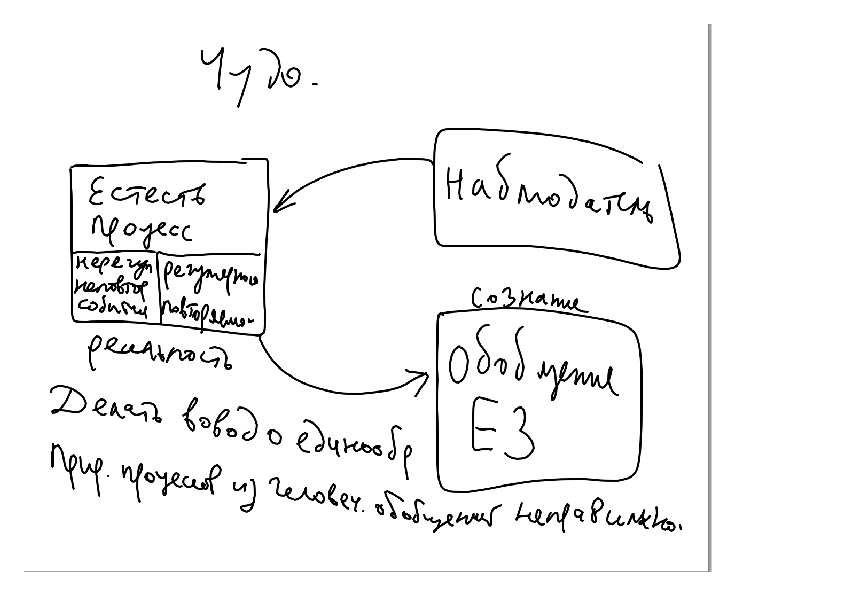 Чудо.
Наблюдатель
Естеств
процесс
нерегул
неповтор
события
регулярно
повторяемо
реальность
сознание
Обобщение
ЕЗ
Делать вовод о единообр
Прир. процессов из человеч. обобщения неправильно.